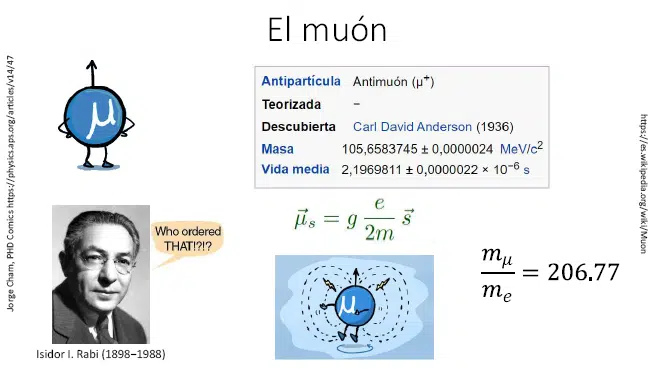 El muón
Jorge Cham, PHD Comics https://physics.aps.org/articles/v14/47
μ
Antipartícula Antimuón (μ⁺)
Teorizada −
Descubierta Carl David Anderson (1936)
Masa 105,6583745 ± 0,0000024 MeV/c²
Vida media 2,1969811 ± 0,0000022 × 10⁻⁶ s
https://es.wikipedia.org/wiki/Muon
Who ordered
THAT!?!?
μ⃗ₛ = g e/2m s⃗
μ
m_μ/m_e = 206.77
Isidor I. Rabi (1898–1988)